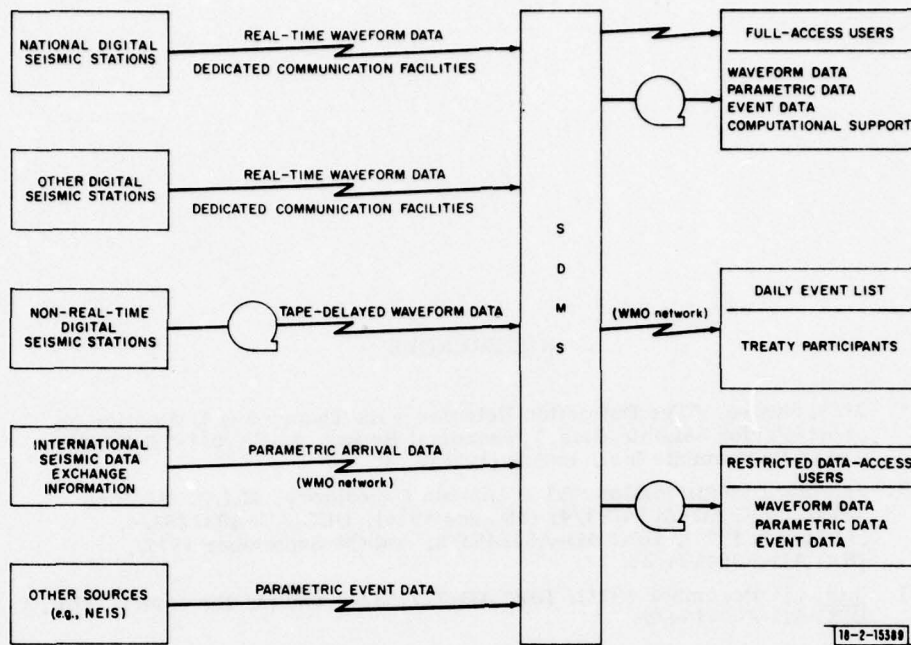 NATIONAL DIGITAL
SEISMIC STATIONS
REAL-TIME WAVEFORM DATA
DEDICATED COMMUNICATION FACILITIES
OTHER DIGITAL
SEISMIC STATIONS
REAL-TIME WAVEFORM DATA
DEDICATED COMMUNICATION FACILITIES
NON-REAL-TIME
DIGITAL
SEISMIC STATIONS
TAPE-DELAYED WAVEFORM DATA
INTERNATIONAL
SEISMIC DATA
EXCHANGE
INFORMATION
PARAMETRIC ARRIVAL DATA
(WMO network)
OTHER SOURCES
(e.g., NEIS)
PARAMETRIC EVENT DATA
S
D
M
S
FULL-ACCESS USERS
WAVEFORM DATA
PARAMETRIC DATA
EVENT DATA
COMPUTATIONAL SUPPORT
(WMO network)
DAILY EVENT LIST
TREATY PARTICIPANTS
RESTRICTED DATA-ACCESS
USERS
WAVEFORM DATA
PARAMETRIC DATA
EVENT DATA
18-2-15389